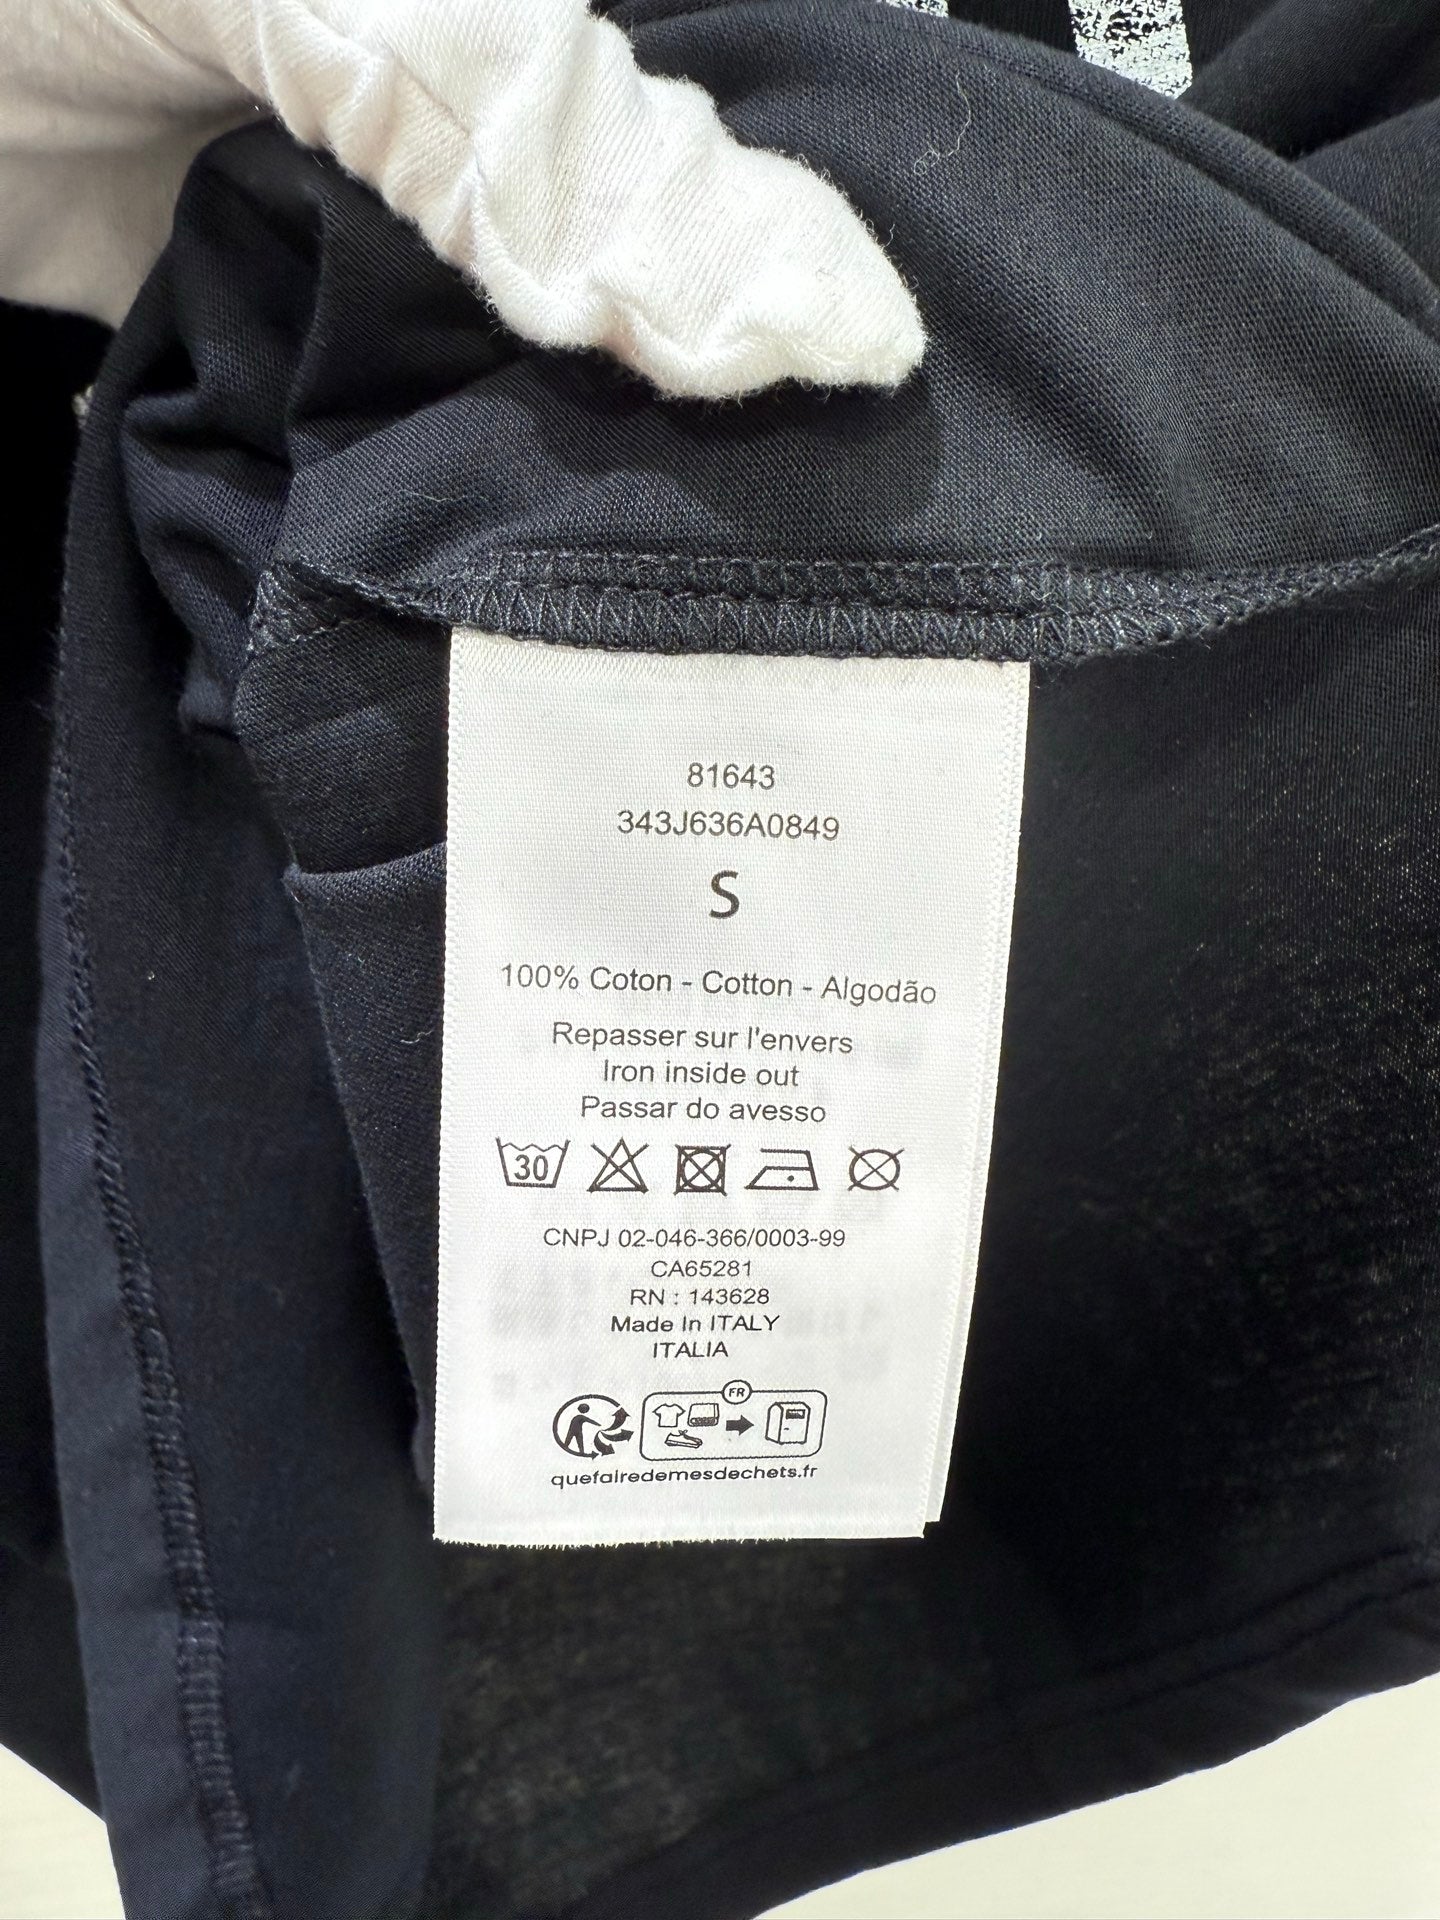 81643
343J636A0849
S
100% Coton - Cotton - Algodão
Repasser sur l'envers
Iron inside out
Passar do avesso
30
CNPJ 02-046-366/0003-99
CA65281
RN : 143628
Made In ITALY
ITALIA
FR
quefairedemesdechets.fr